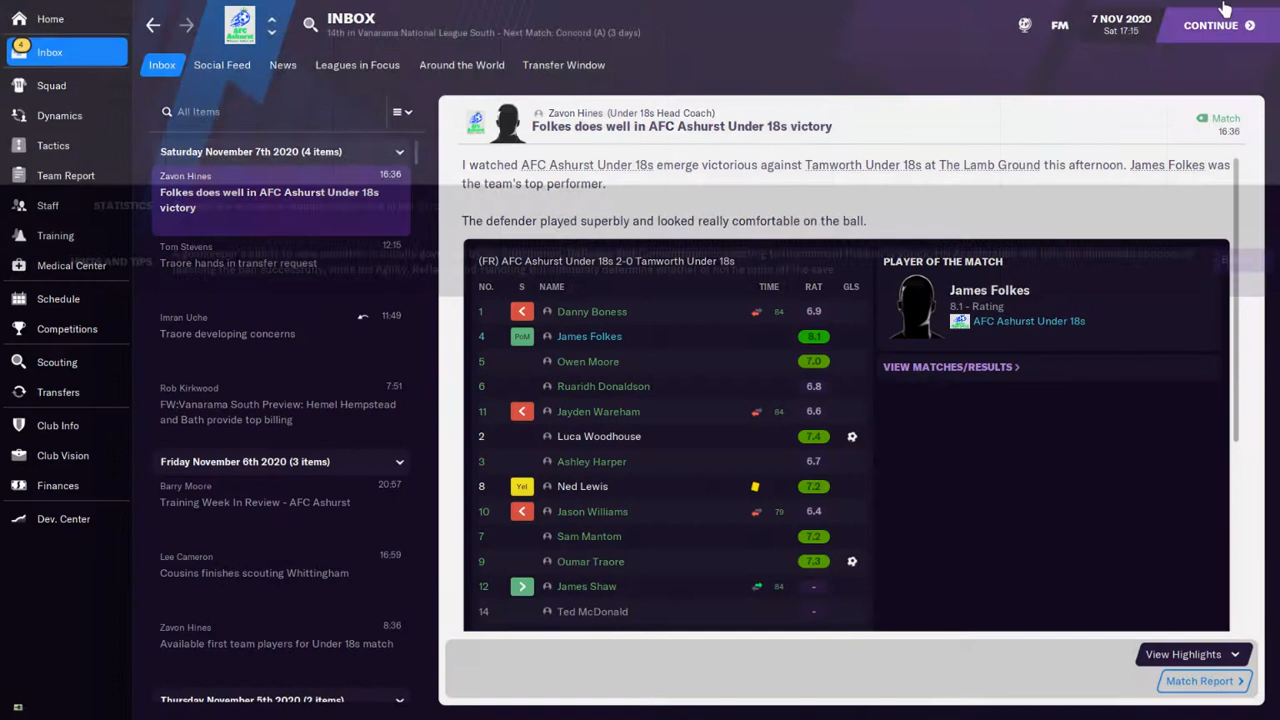 INBOX
14th in Vanarama National League South - Next Match: Concord (A) (3 days)
FM
7 NOV 2020
Sat 17:15
CONTINUE
Home
4
Inbox
Squad
Dynamics
Tactics
Team Report
Staff
Training
Medical Center
Schedule
Competitions
Scouting
Transfers
Club Info
Club Vision
Finances
Dev. Center
Inbox Social Feed News Leagues in Focus Around the World Transfer Window
All Items
Saturday November 7th 2020 (4 items)
Zavon Hines 16:36
Folkes does well in AFC Ashurst Under 18s
victory
Tom Stevens 12:15
Traore hands in transfer request
Imran Uche 11:49
Traore developing concerns
Rob Kirkwood 7:51
FW:Vanarama South Preview: Hemel Hempstead
and Bath provide top billing
Friday November 6th 2020 (3 items)
Barry Moore 20:57
Training Week In Review - AFC Ashurst
Lee Cameron 16:59
Cousins finishes scouting Whittingham
Zavon Hines 8:36
Available first team players for Under 18s match
Thursday November 5th 2020 (2 items)
Zavon Hines (Under 18s Head Coach)
Folkes does well in AFC Ashurst Under 18s victory
Match
16:36
I watched AFC Ashurst Under 18s emerge victorious against Tamworth Under 18s at The Lamb Ground this afternoon. James Folkes was
the team's top performer.
The defender played superbly and looked really comfortable on the ball.
(FR) AFC Ashurst Under 18s 2-0 Tamworth Under 18s
NO. S NAME TIME RAT GLS
1 Danny Boness 84 6.9
4 PoM James Folkes 8.1
5 Owen Moore 7.0
6 Ruaridh Donaldson 6.8
11 Jayden Wareham 84 6.6
2 Luca Woodhouse 7.4
3 Ashley Harper 6.7
8 Yel Ned Lewis 7.2
10 Jason Williams 79 6.4
7 Sam Mantom 7.2
9 Oumar Traore 7.3
12 James Shaw 84 -
14 Ted McDonald -
PLAYER OF THE MATCH
James Folkes
8.1 - Rating
AFC Ashurst Under 18s
VIEW MATCHES/RESULTS >
View Highlights
Match Report >
STATISTICS